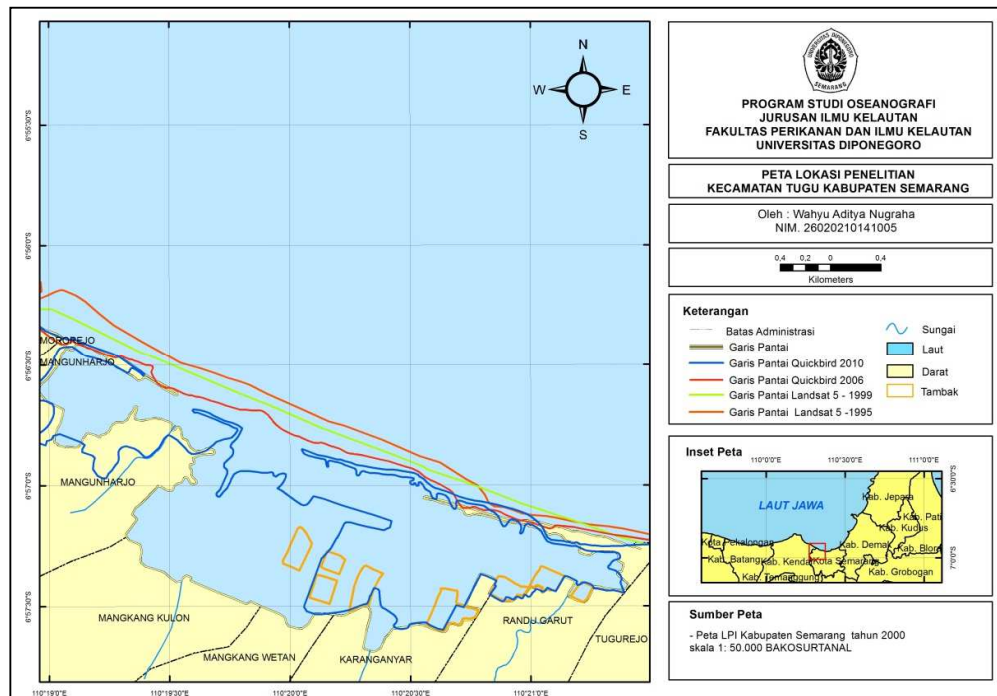 N
W E
S
6°55'30"S
6°56'0"S
6°56'30"S
6°57'0"S
6°57'30"S
MOROREJO
MANGUNHARJO
MANGUNHARJO
MANGKANG KULON
MANGKANG WETAN
KARANGANYAR
RANDU GARUT
TUGUREJO
110°19'0"E 110°19'30"E 110°20'0"E 110°20'30"E 110°21'0"E
UNIVERSITAS DIPONEGORO
SEMARANG
PROGRAM STUDI OSEANOGRAFI
JURUSAN ILMU KELAUTAN
FAKULTAS PERIKANAN DAN ILMU KELAUTAN
UNIVERSITAS DIPONEGORO
PETA LOKASI PENELITIAN
KECAMATAN TUGU KABUPATEN SEMARANG
Oleh : Wahyu Aditya Nugraha
NIM. 26020210141005
0,4 0,2 0 0,4
Kilometers
Keterangan
Batas Administrasi
Garis Pantai
Garis Pantai Quickbird 2010
Garis Pantai Quickbird 2006
Garis Pantai Landsat 5 - 1999
Garis Pantai Landsat 5 -1995
Sungai
Laut
Darat
Tambak
Inset Peta
110°0'0"E 110°30'0"E 111°0'0"E
6°30'0"S
7°0'0"S
LAUT JAWA
Kab. Jepara
Kab. Pati
Kab. Kudus
Kota Pekalongan
Kab. Demak
Kab. Blora
Kab. Batang
Kab. Kendal
Kota Semarang
Kab. Grobogan
Kab. Temanggung
Sumber Peta
- Peta LPI Kabupaten Semarang tahun 2000
skala 1: 50.000 BAKOSURTANAL